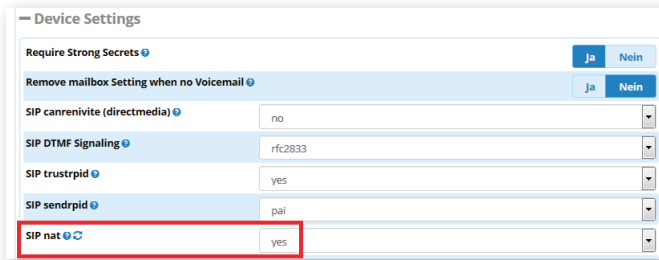 Device Settings
Require Strong Secrets Ja Nein
Remove mailbox Setting when no Voicemail Ja Nein
SIP canrenivite (directmedia) no
SIP DTMF Signaling rfc2833
SIP trustrpid yes
SIP sendrpid pai
SIP nat yes